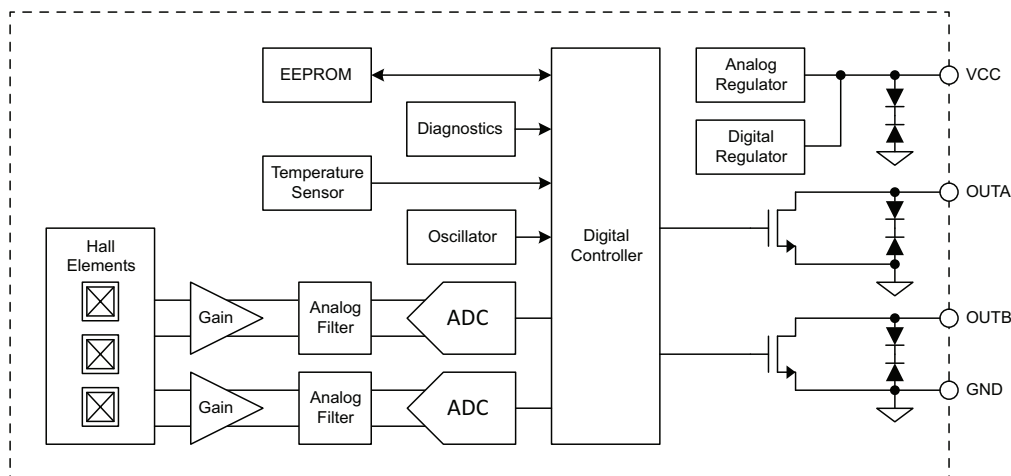 EEPROM
Diagnostics
Temperature
Sensor
Oscillator
Hall
Elements
Gain
Analog
Filter
ADC
Gain
Analog
Filter
ADC
Digital
Controller
Analog
Regulator
Digital
Regulator
VCC
OUTA
OUTB
GND